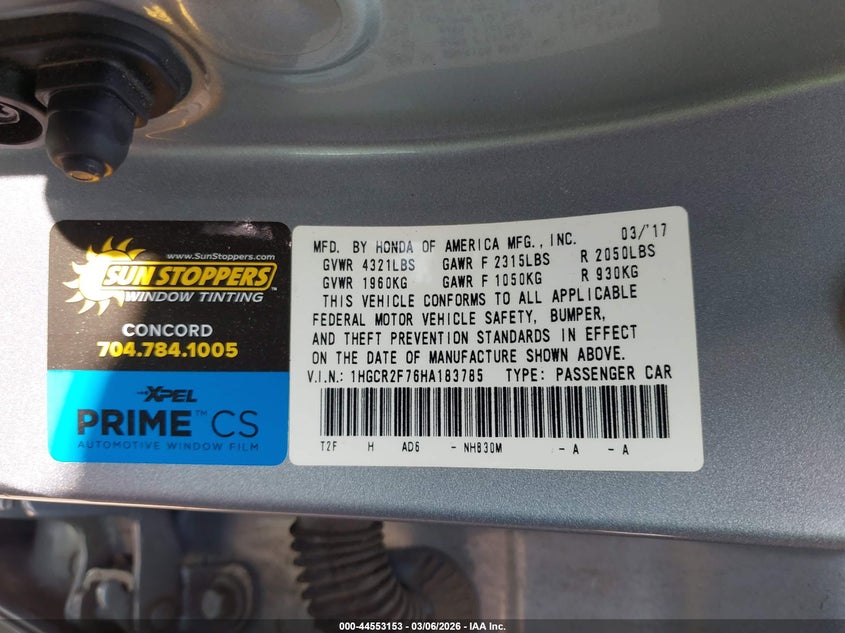 www.SunStoppers.com
SUN STOPPERS™
WINDOW TINTING
CONCORD
704.784.1005
XPEL
PRIME™ CS
AUTOMOTIVE WINDOW FILM
MFD. BY HONDA OF AMERICA MFG., INC. 03/'17
GVWR 4321LBS GAWR F 2315LBS R 2050LBS
GVWR 1960KG GAWR F 1050KG R 930KG
THIS VEHICLE CONFORMS TO ALL APPLICABLE
FEDERAL MOTOR VEHICLE SAFETY, BUMPER,
AND THEFT PREVENTION STANDARDS IN EFFECT
ON THE DATE OF MANUFACTURE SHOWN ABOVE.
V.I.N.: 1HGCR2F76HA183785 TYPE: PASSENGER CAR
T2F H AD6 - NH830M - A - A
000-44553153 - 03/06/2026 - IAA Inc.